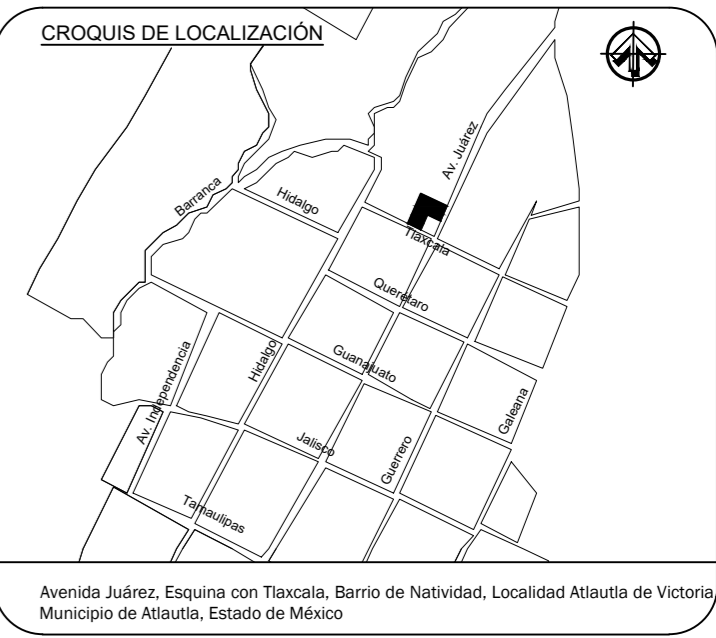 CROQUIS DE LOCALIZACIÓN
Av. Juárez
Barranca
Hidalgo
Tlaxcala
Querétaro
Hidalgo
Guanajuato
Av. Independencia
Galeana
Jalisco
Guerrero
Tamaulipas
Avenida Juárez, Esquina con Tlaxcala, Barrio de Natividad, Localidad Atlautla de Victoria,
Municipio de Atlautla, Estado de México